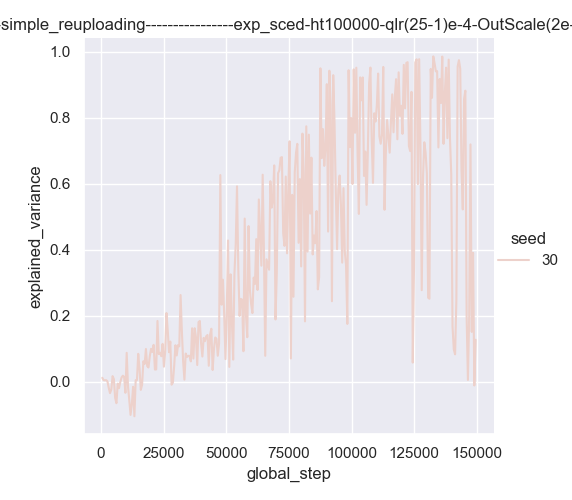 -simple_reuploading----------------exp_sced-ht100000-qlr(25-1)e-4-OutScale(2e-
1.0
0.8
0.6
0.4
0.2
0.0
explained_variance
seed
30
0 25000 50000 75000 100000 125000 150000
global_step